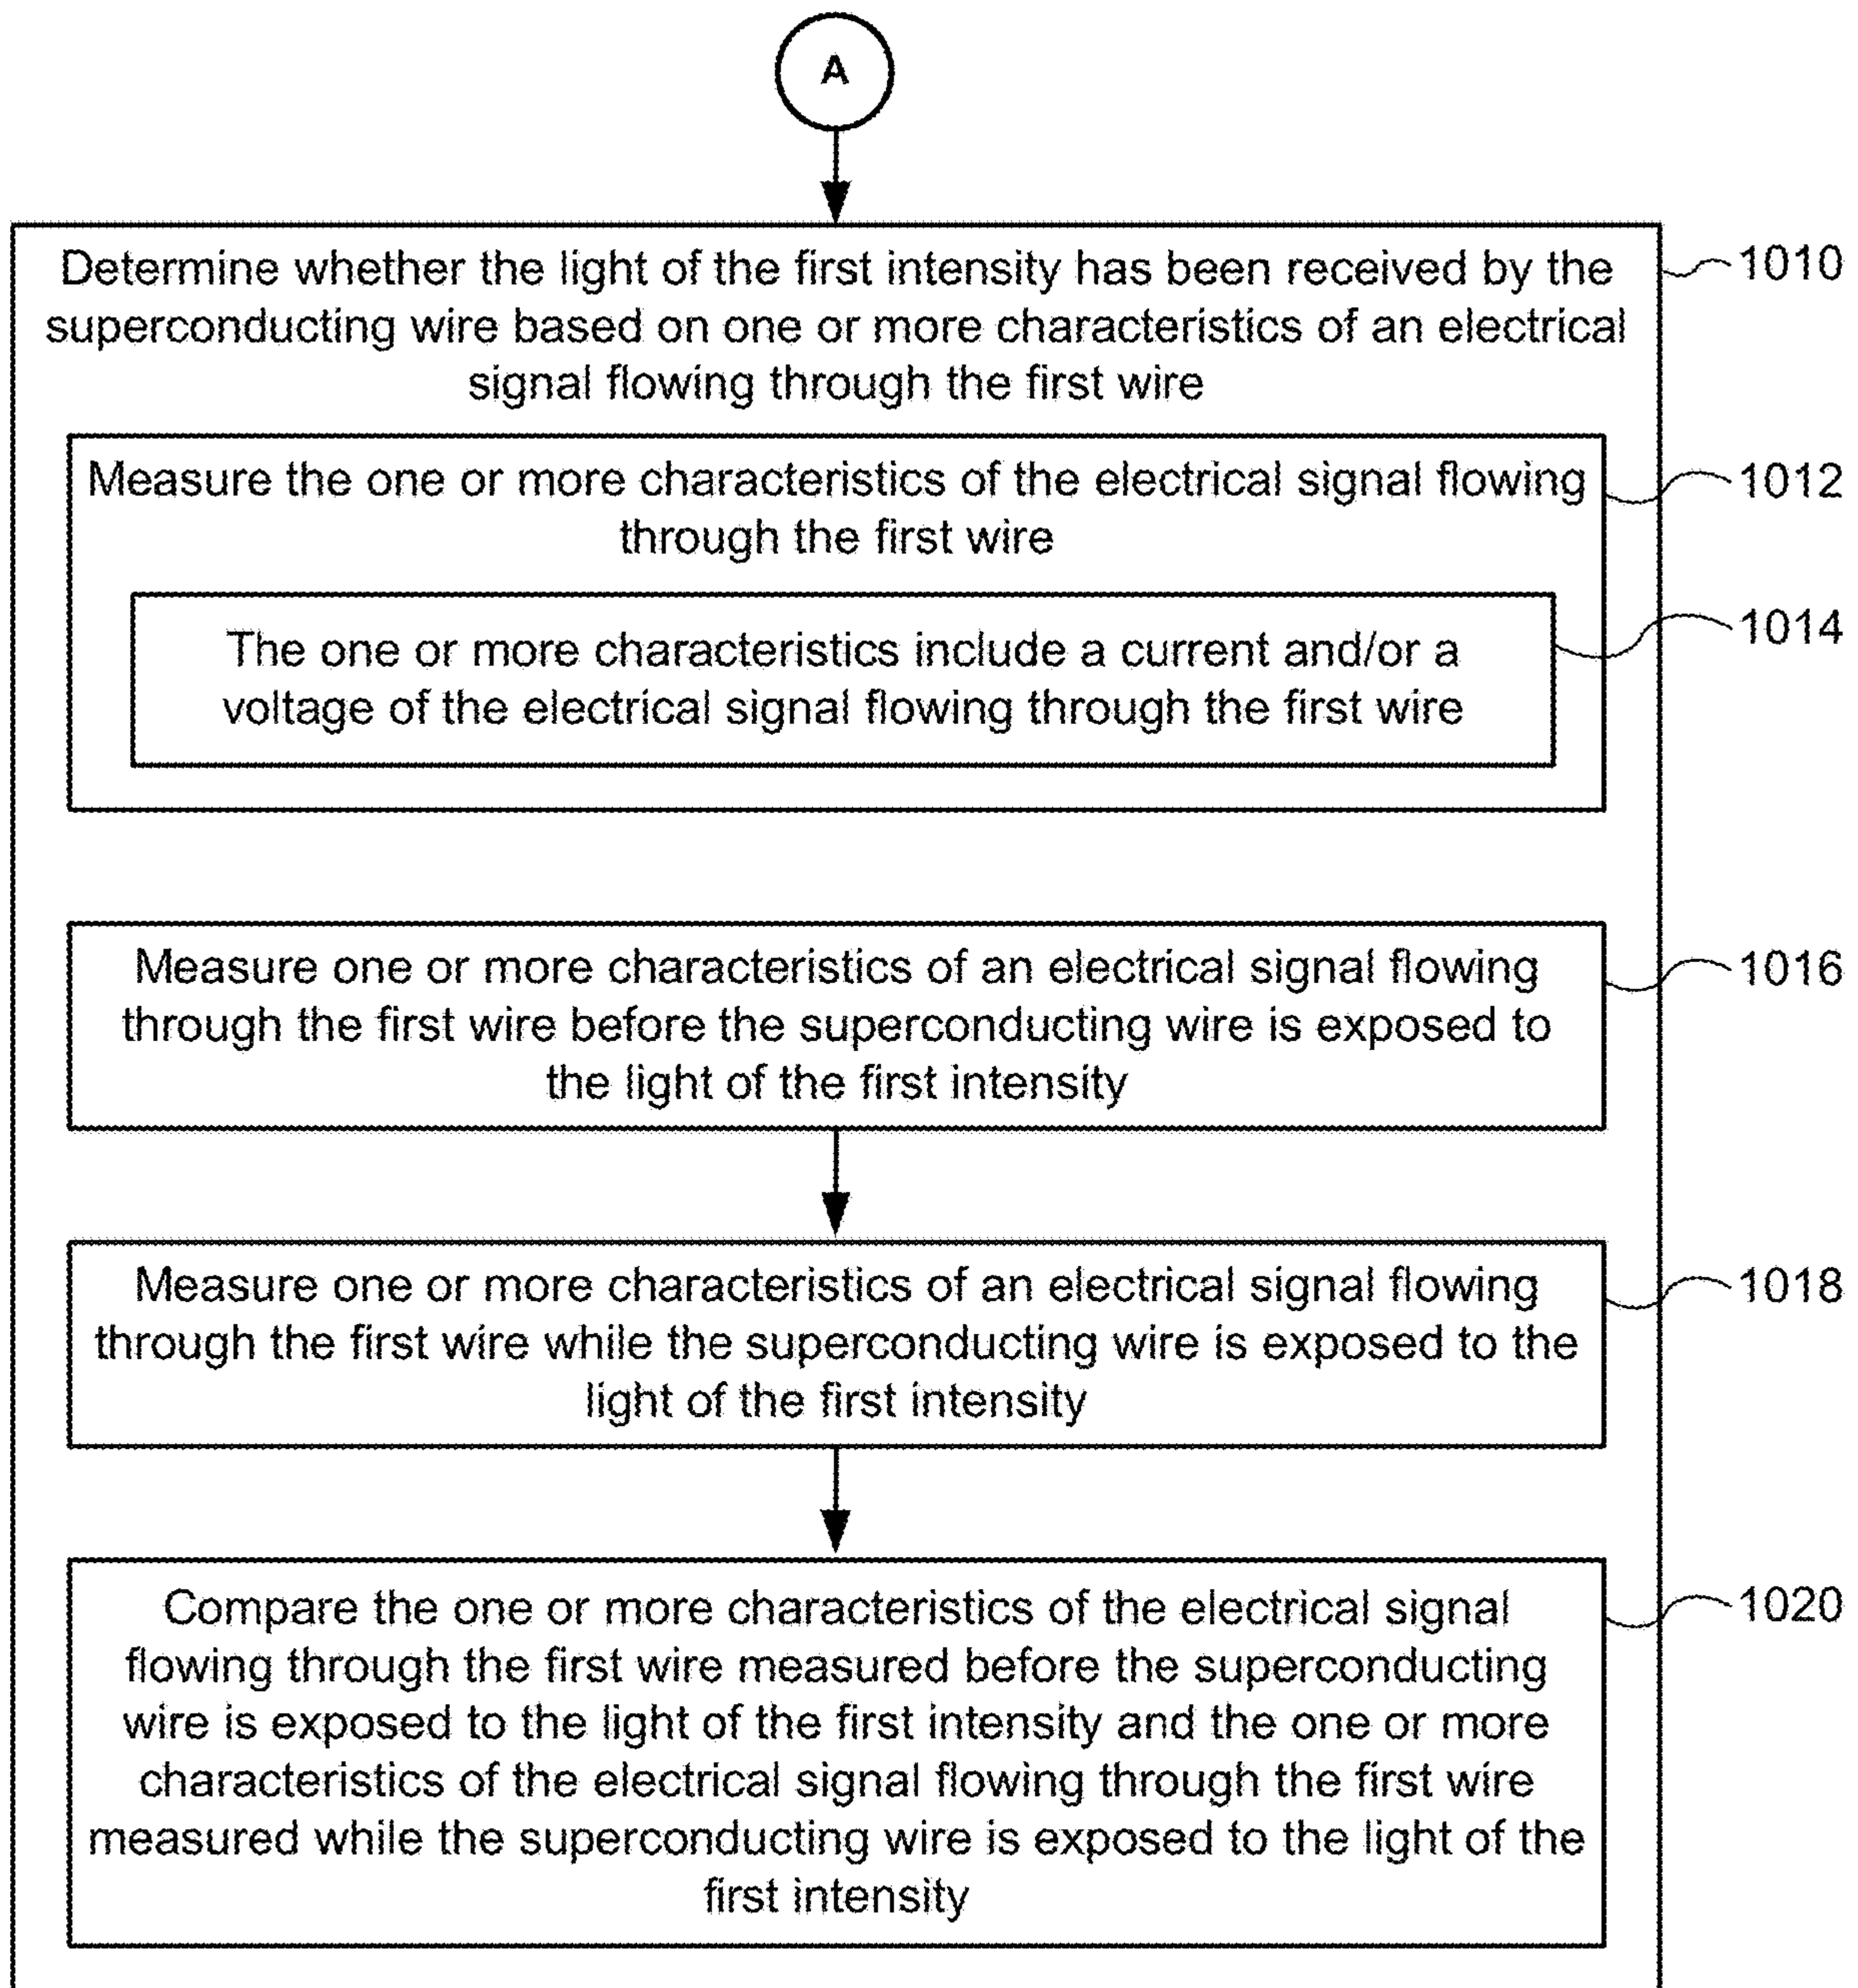 A
Determine whether the light of the first intensity has been received by the
superconducting wire based on one or more characteristics of an electrical
signal flowing through the first wire
1010
Measure the one or more characteristics of the electrical signal flowing
through the first wire
1012
The one or more characteristics include a current and/or a
voltage of the electrical signal flowing through the first wire
1014
Measure one or more characteristics of an electrical signal flowing
through the first wire before the superconducting wire is exposed to
the light of the first intensity
1016
Measure one or more characteristics of an electrical signal flowing
through the first wire while the superconducting wire is exposed to the
light of the first intensity
1018
Compare the one or more characteristics of the electrical signal
flowing through the first wire measured before the superconducting
wire is exposed to the light of the first intensity and the one or more
characteristics of the electrical signal flowing through the first wire
measured while the superconducting wire is exposed to the light of the
first intensity
1020